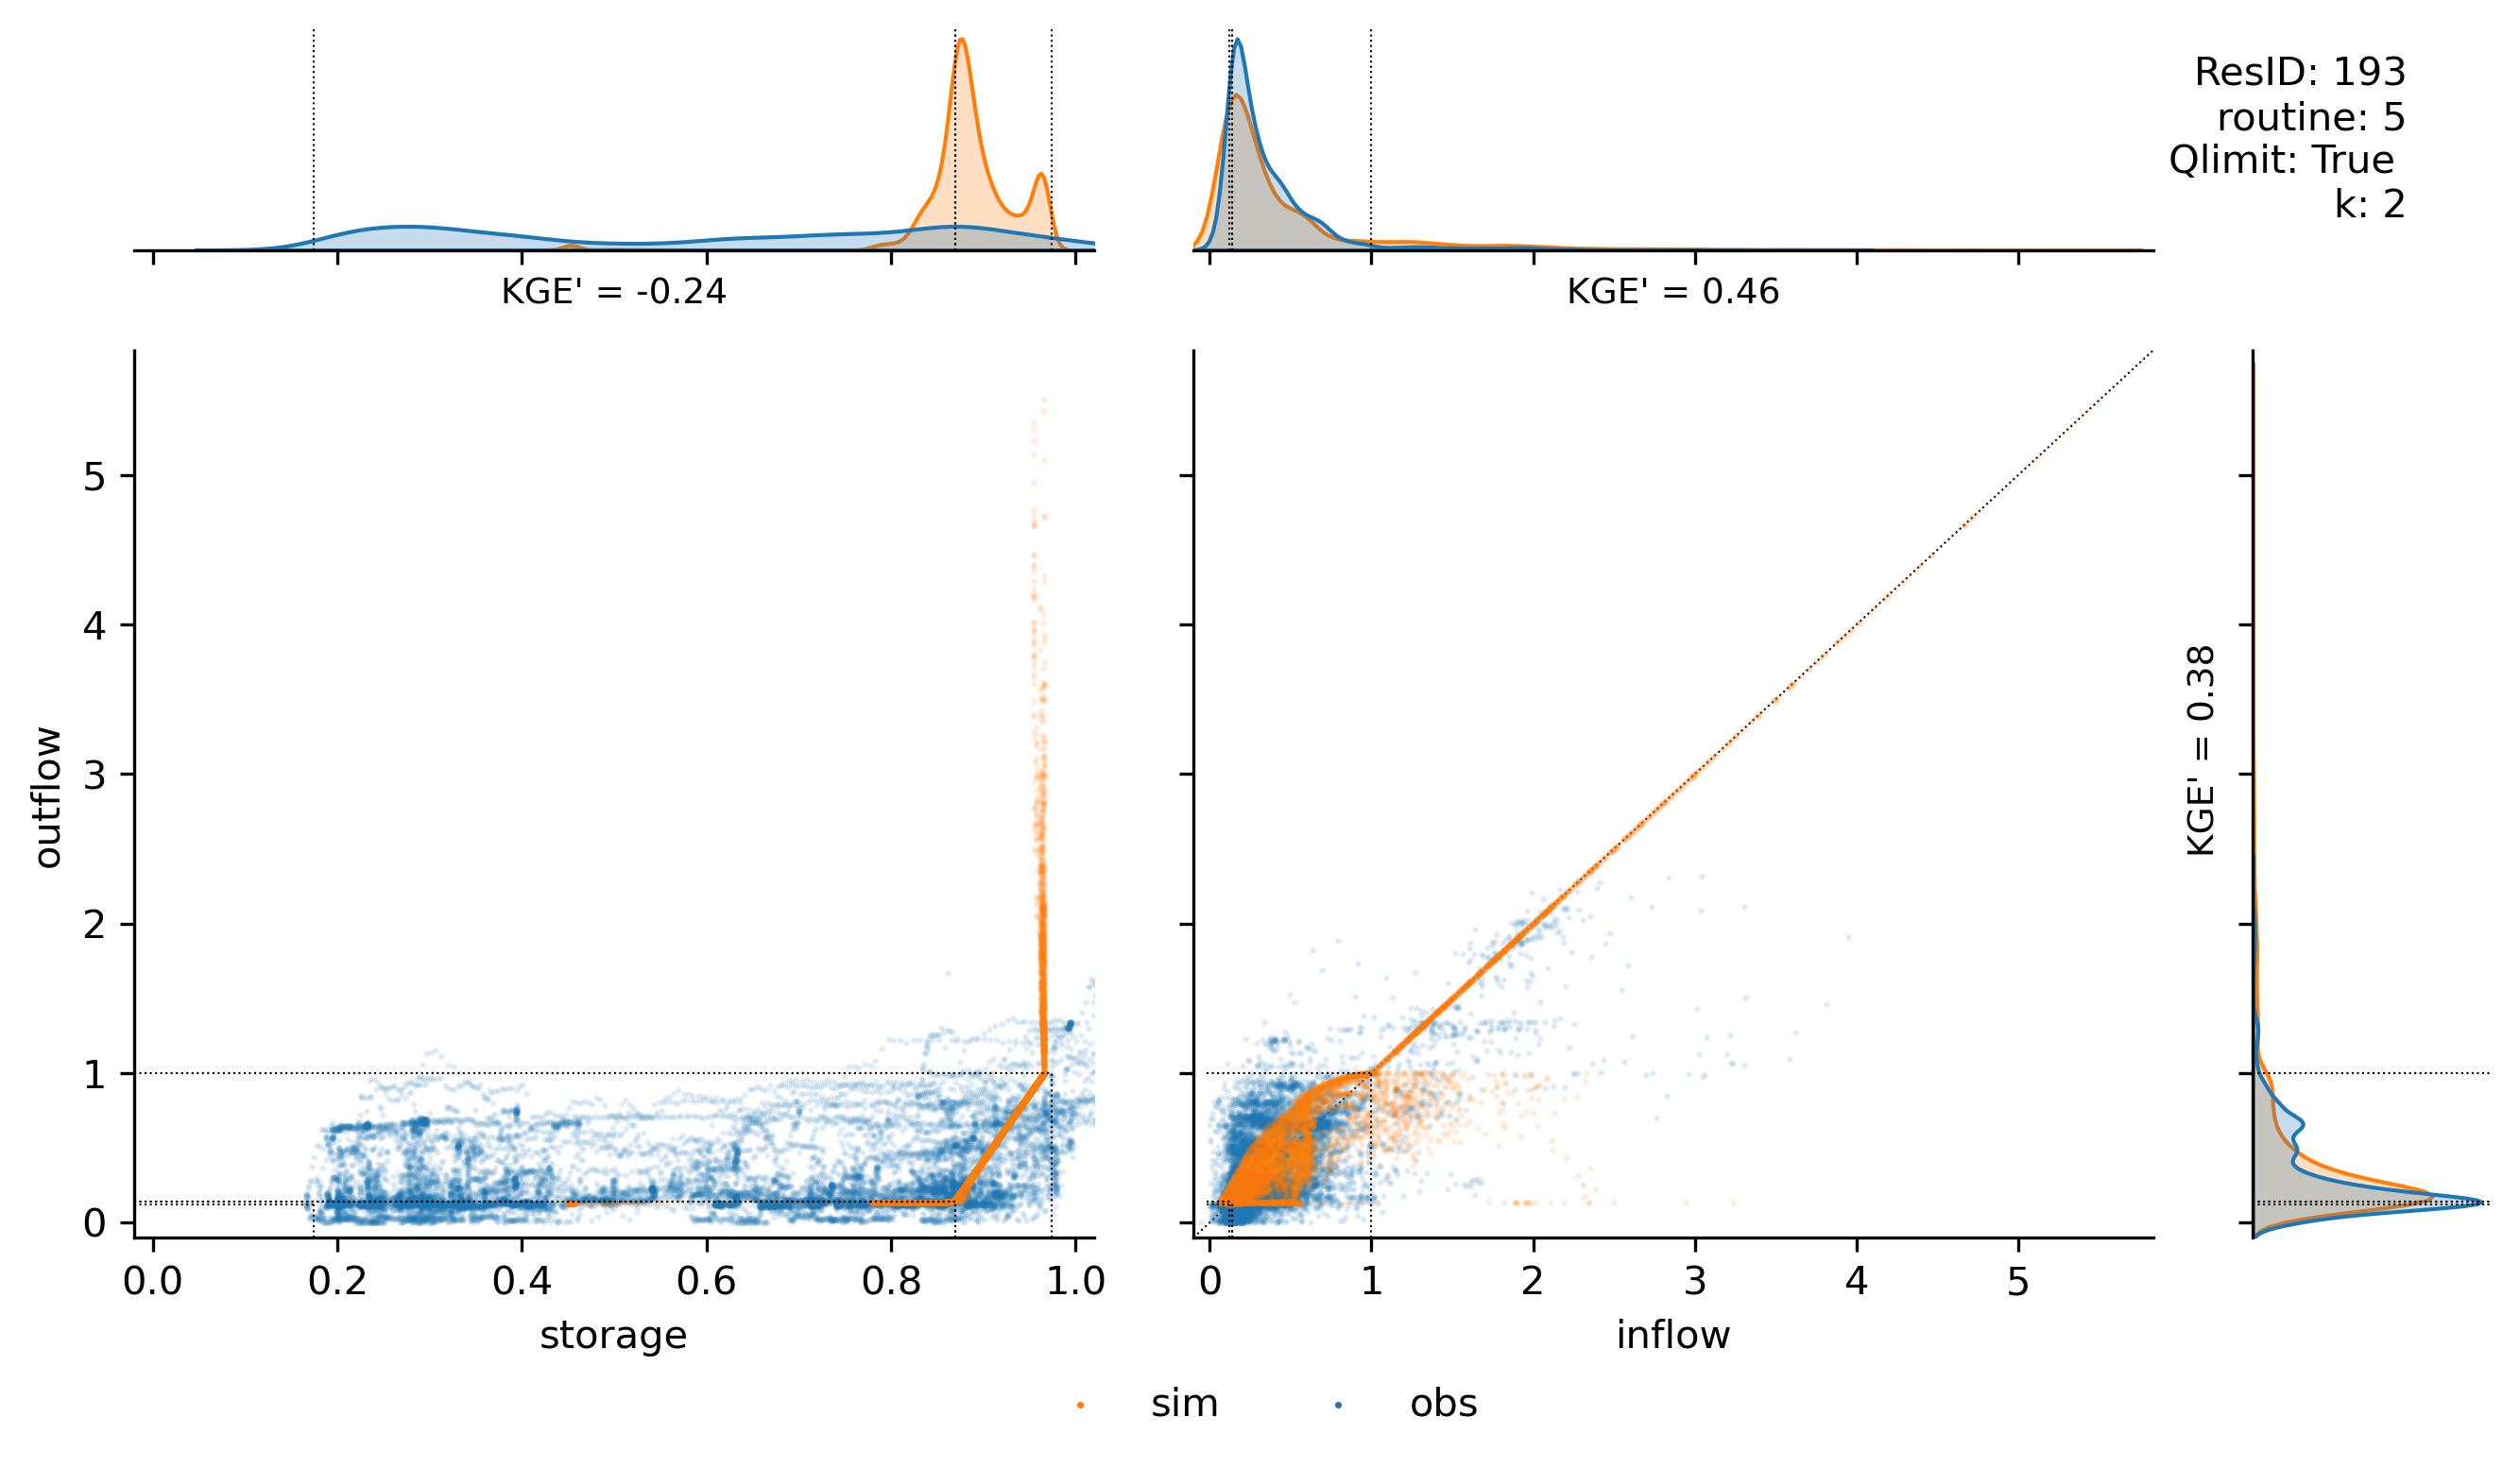 ResID: 193
routine: 5
Qlimit: True
k: 2
KGE' = -0.24
KGE' = 0.46
5
4
3
2
1
0
outflow
KGE' = 0.38
0.0 0.2 0.4 0.6 0.8 1.0
0 1 2 3 4 5
storage
inflow
sim
obs